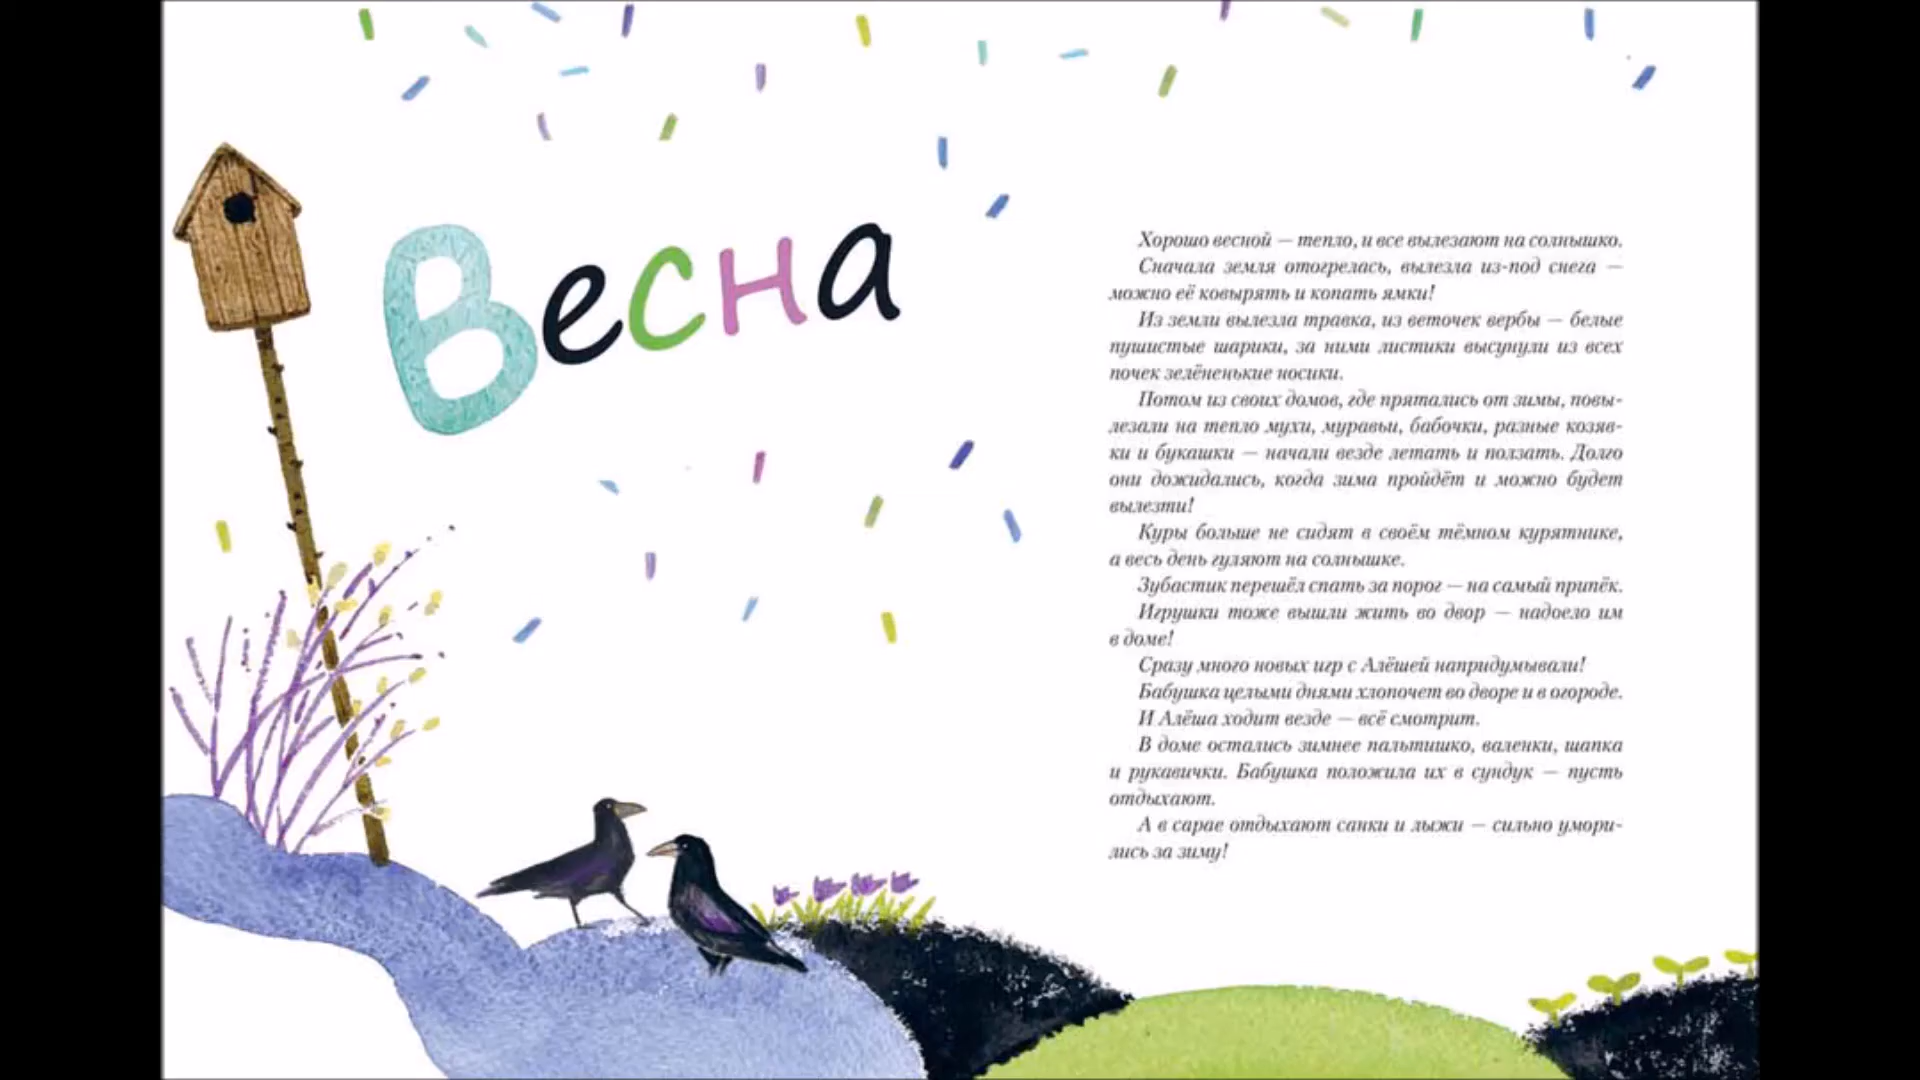 Весна
Хорошо весной — тепло, и все вылезают на солнышко.
Сначала земля отогрелась, вылезла из-под снега —
можно её ковырять и копать ямки!
Из земли вылезла травка, из веточек вербы — белые
пушистые шарики, за ними листики высунули из всех
почек зелёненькие носики.
Потом из своих домов, где прятались от зимы, повы-
лезали на тепло мухи, муравьи, бабочки, разные козяв-
ки и букашки — начали везде летать и ползать. Долго
они дожидались, когда зима пройдёт и можно будет
вылезти!
Куры больше не сидят в своём тёмном курятнике,
а весь день гуляют на солнышке.
Зубастик перешёл спать за порог — на самый припёк.
Игрушки тоже вышли жить во двор — надоело им
в доме!
Сразу много новых игр с Алёшей напридумывали!
Бабушка целыми днями хлопочет во дворе и в огороде.
И Алёша ходит везде — всё смотрит.
В доме остались зимнее пальтишко, валенки, шапка
и рукавички. Бабушка положила их в сундук — пусть
отдыхают.
А в сарае отдыхают санки и лыжи — сильно умори-
лись за зиму!